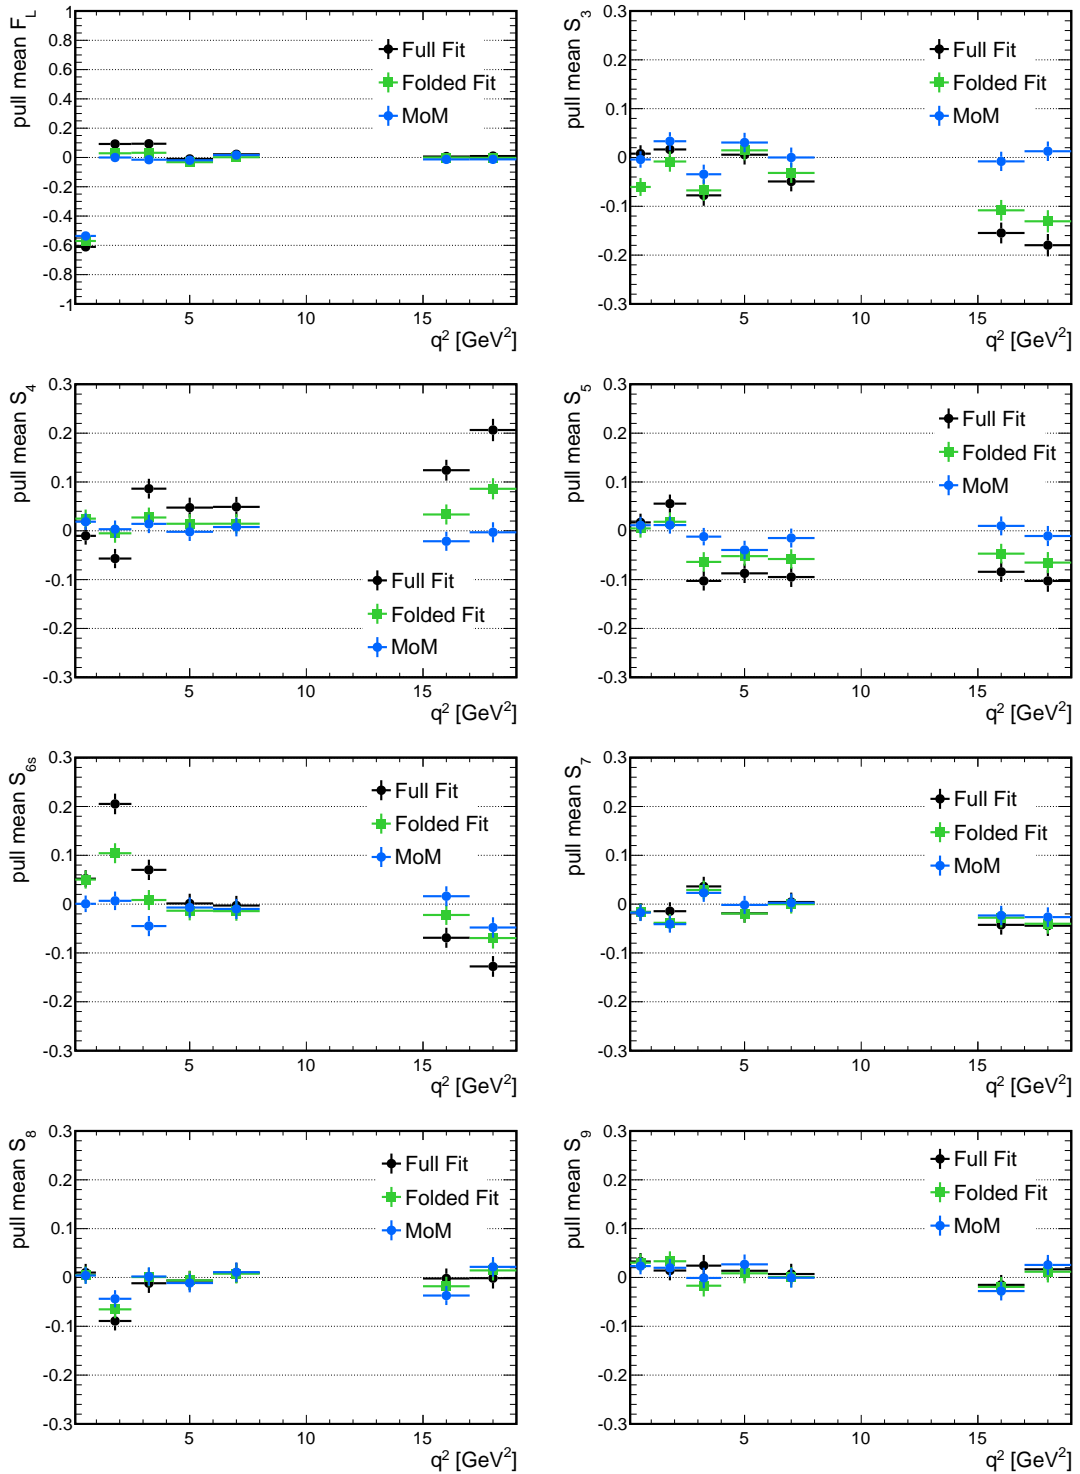 pull mean F_L
1
0.8
0.6
0.4
0.2
0
-0.2
-0.4
-0.6
-0.8
-1
Full Fit
Folded Fit
MoM
5 10 15
q² [GeV²]
pull mean S_3
0.3
0.2
0.1
0
-0.1
-0.2
-0.3
Full Fit
Folded Fit
MoM
5 10 15
q² [GeV²]
pull mean S_4
0.3
0.2
0.1
0
-0.1
-0.2
-0.3
Full Fit
Folded Fit
MoM
5 10 15
q² [GeV²]
pull mean S_5
0.3
0.2
0.1
0
-0.1
-0.2
-0.3
Full Fit
Folded Fit
MoM
5 10 15
q² [GeV²]
pull mean S_6s
0.3
0.2
0.1
0
-0.1
-0.2
-0.3
Full Fit
Folded Fit
MoM
5 10 15
q² [GeV²]
pull mean S_7
0.3
0.2
0.1
0
-0.1
-0.2
-0.3
Full Fit
Folded Fit
MoM
5 10 15
q² [GeV²]
pull mean S_8
0.3
0.2
0.1
0
-0.1
-0.2
-0.3
Full Fit
Folded Fit
MoM
5 10 15
q² [GeV²]
pull mean S_9
0.3
0.2
0.1
0
-0.1
-0.2
-0.3
Full Fit
Folded Fit
MoM
5 10 15
q² [GeV²]